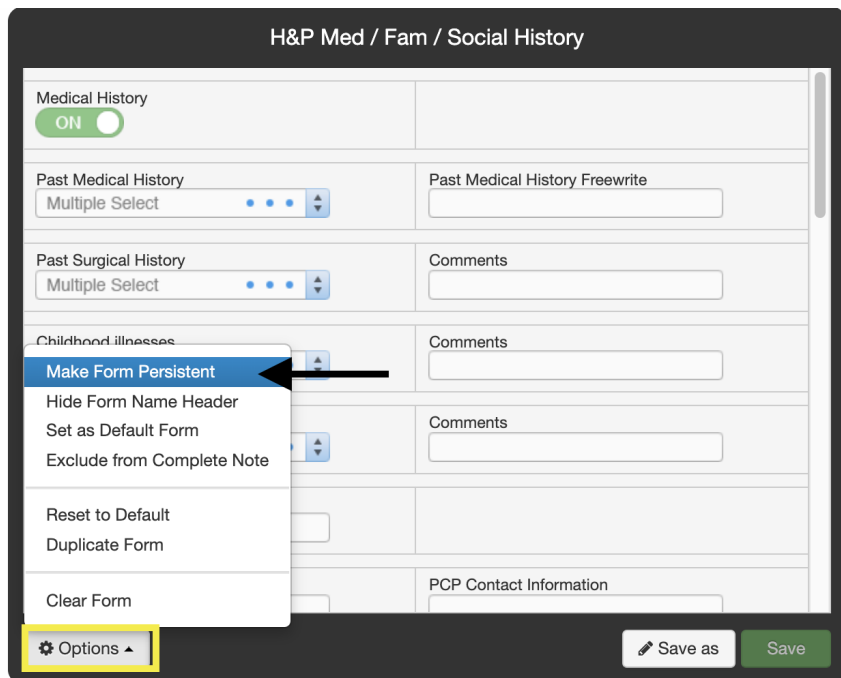 H&P Med / Fam / Social History
Medical History
ON
Past Medical History
Past Medical History Freewrite
Multiple Select
Past Surgical History
Comments
Multiple Select
Childhood illnesses
Comments
Make Form Persistent
Hide Form Name Header
Comments
Set as Default Form
Exclude from Complete Note
Reset to Default
Duplicate Form
PCP Contact Information
Clear Form
Options
Save as
Save